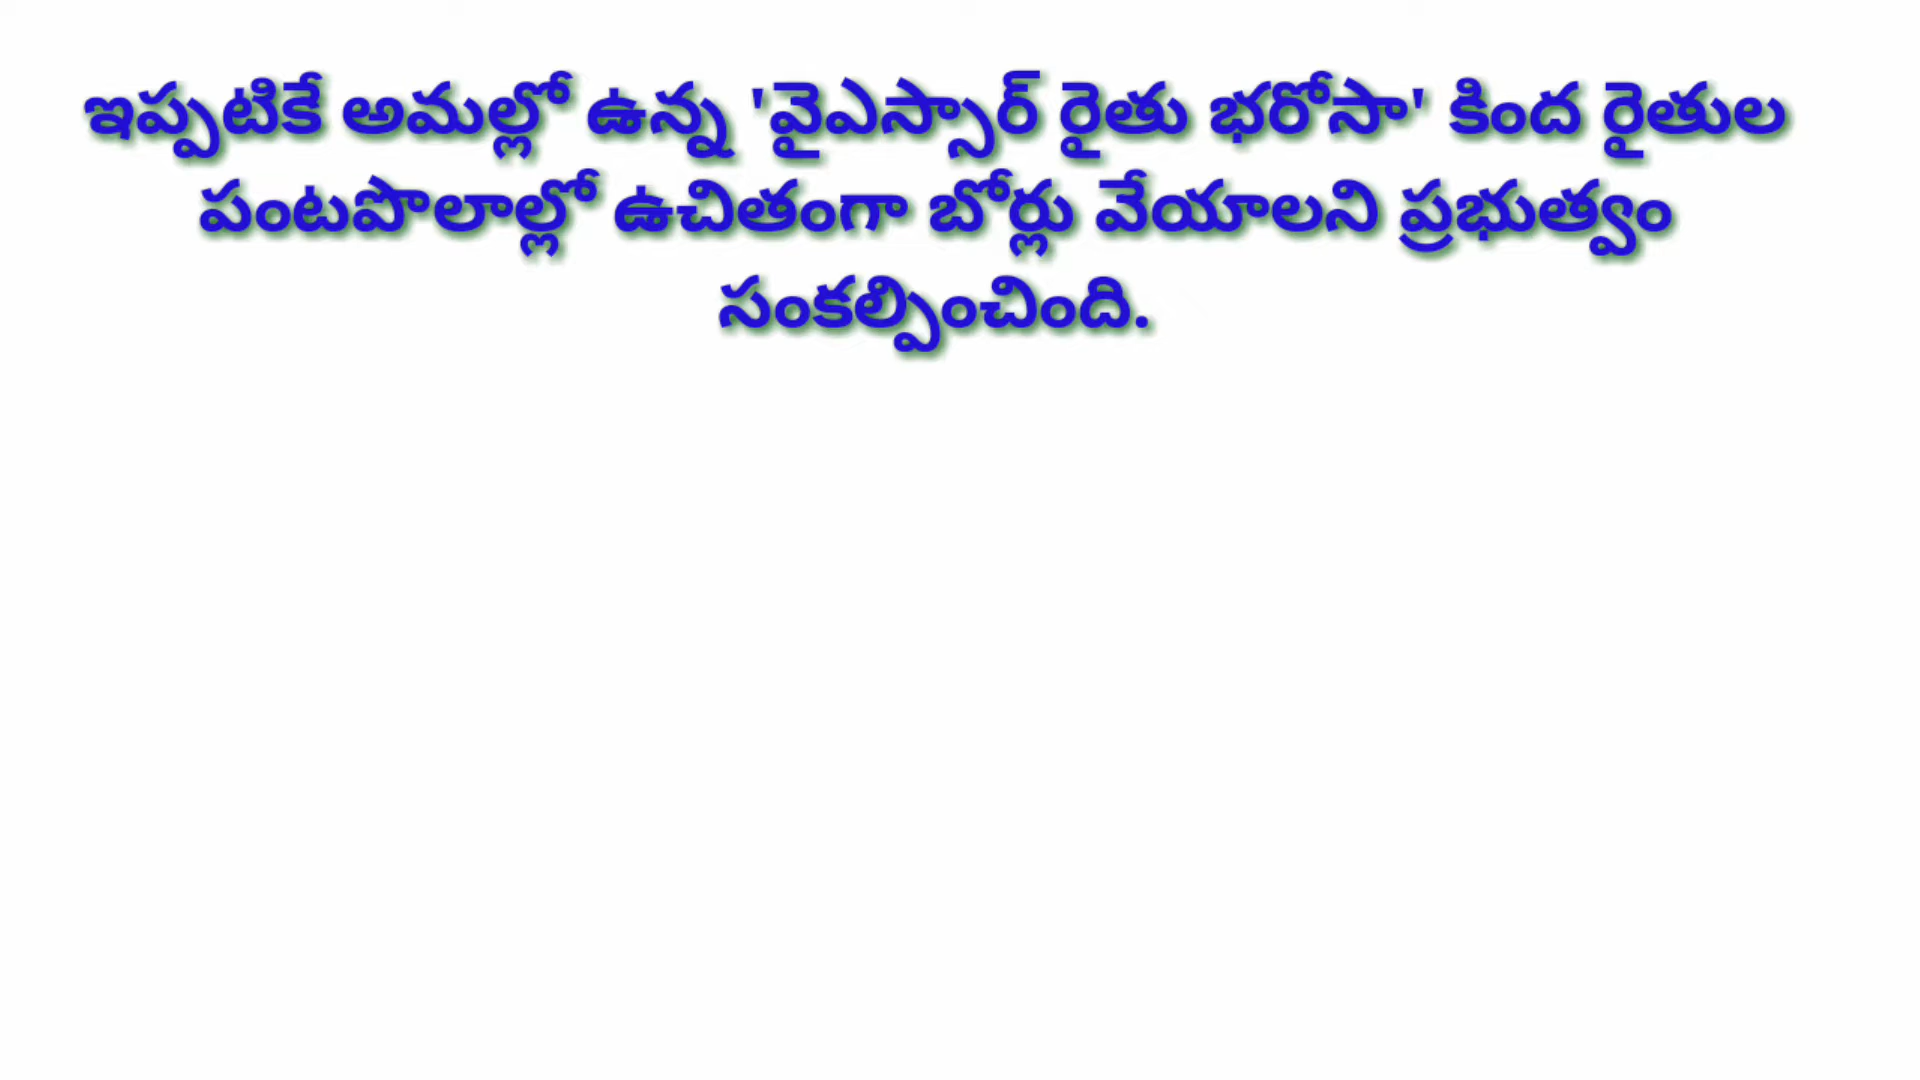 ఇప్పటికే అమల్లో ఉన్న 'వైఎస్సార్ రైతు భరోసా' కింద రైతుల
పంటపొలాల్లో ఉచితంగా బోర్లు వేయాలని ప్రభుత్వం
సంకల్పించింది.